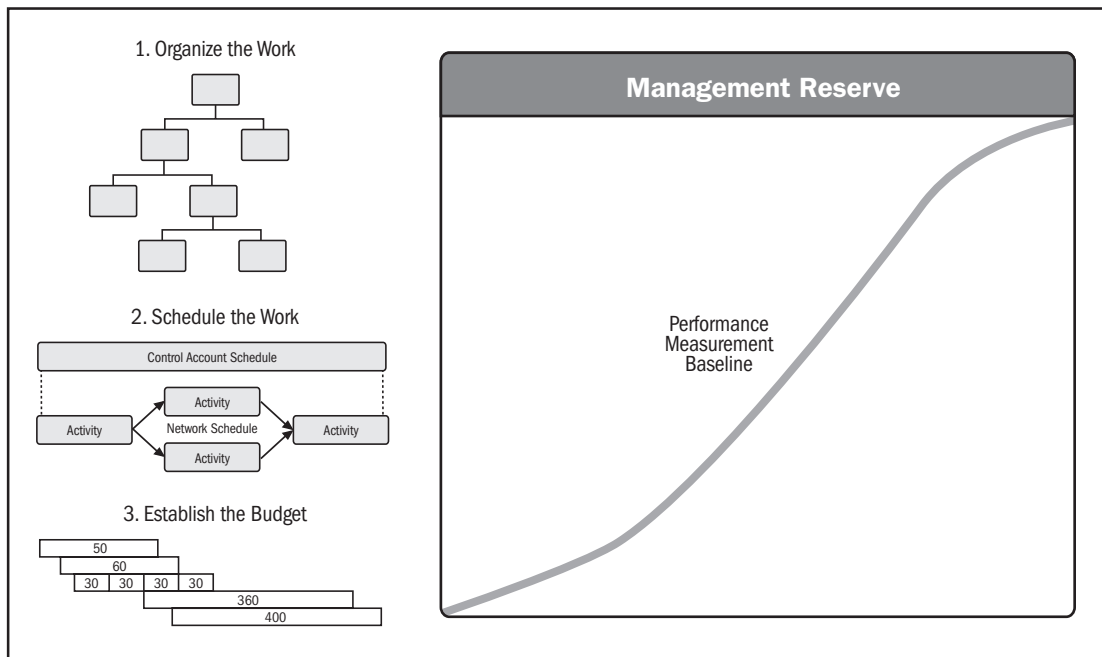 1. Organize the Work
2. Schedule the Work
Control Account Schedule
Activity
Activity
Network Schedule
Activity
Activity
3. Establish the Budget
50
60
30 30 30 30
360
400
Management Reserve
Performance
Measurement
Baseline